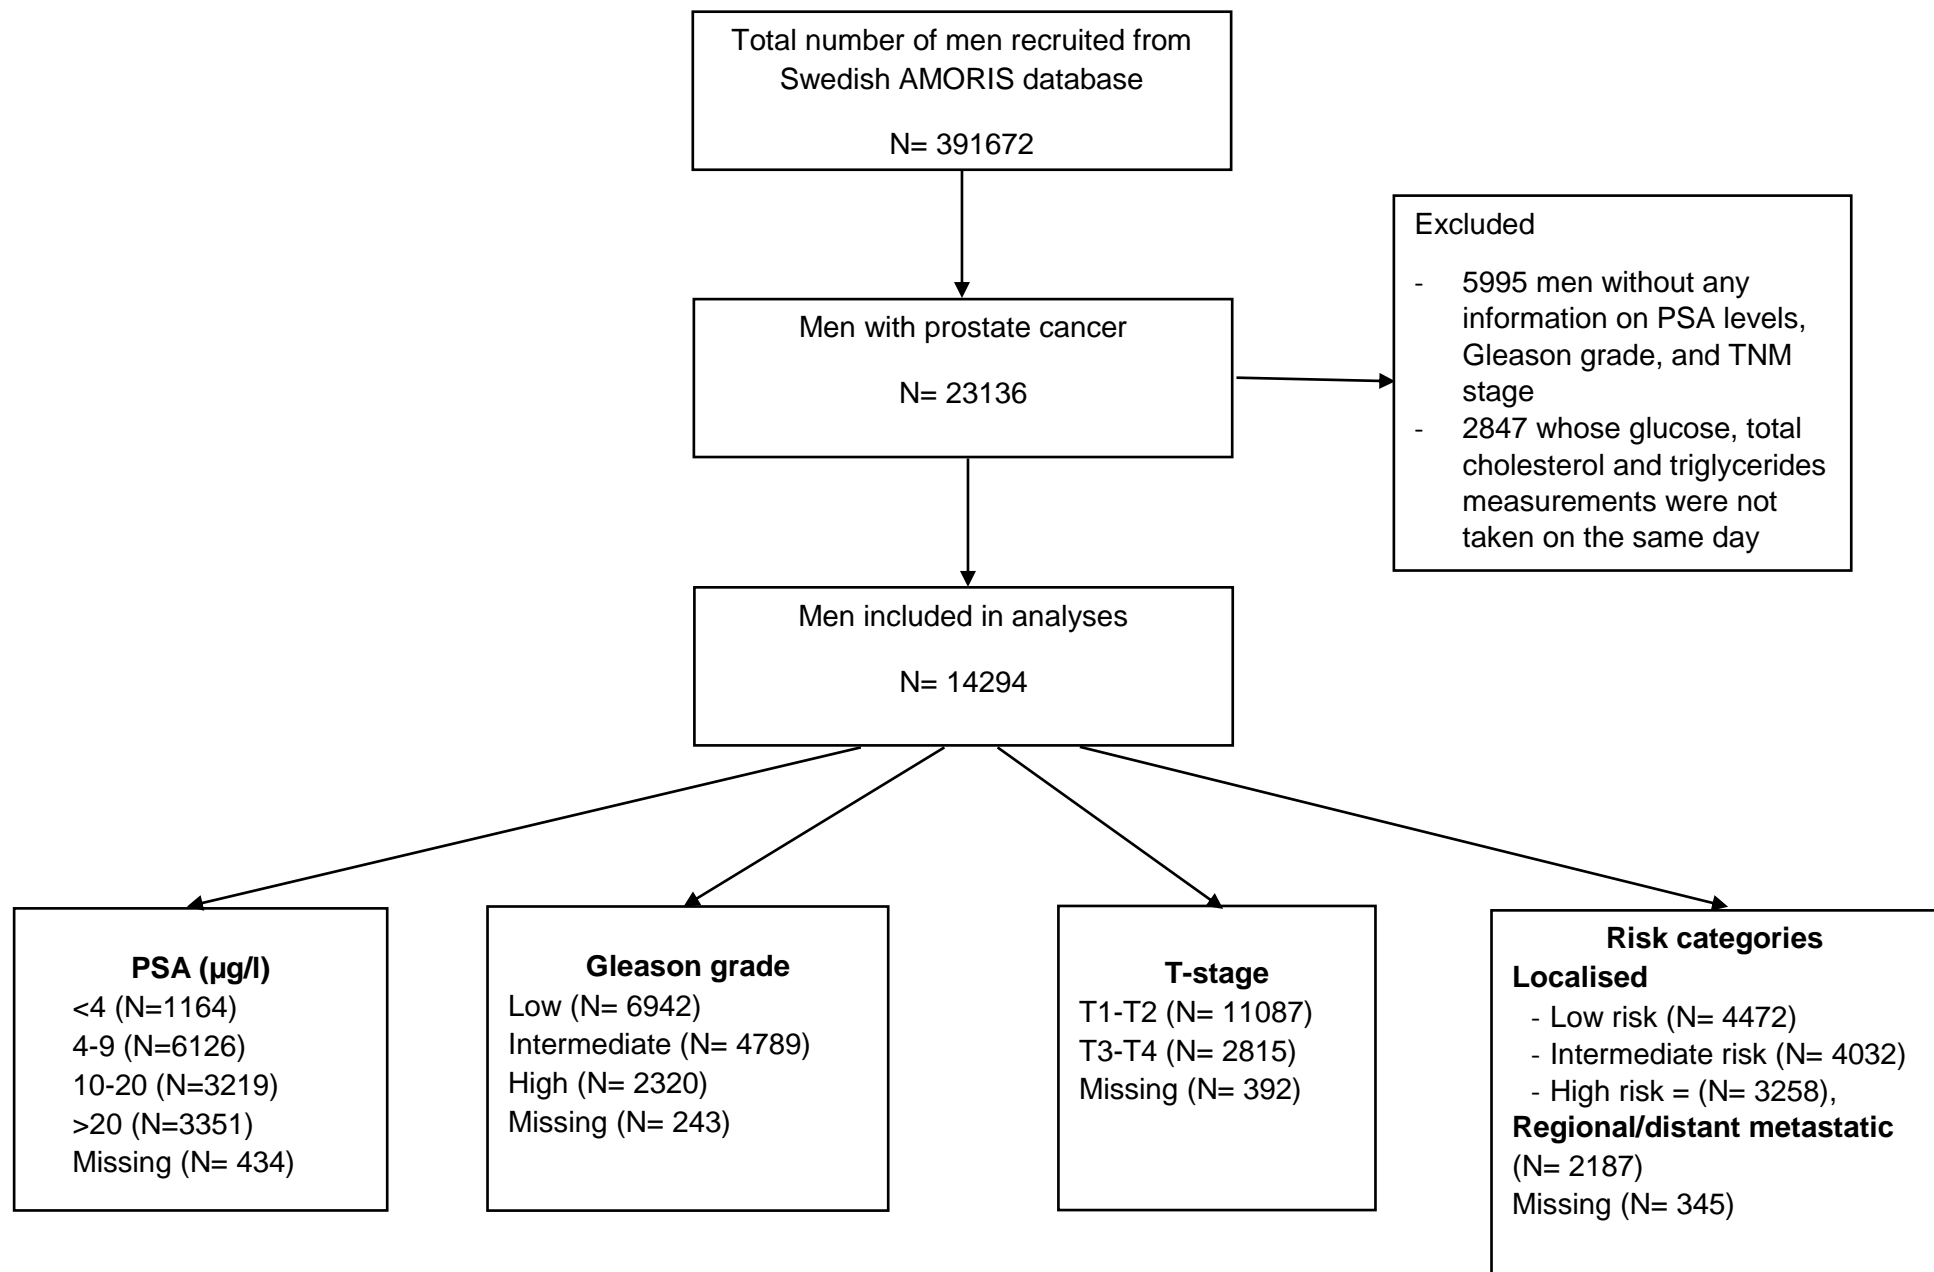 Total number of men recruited from
Swedish AMORIS database
N= 391672
Excluded
- 5995 men without any
information on PSA levels,
Gleason grade, and TNM
stage
- 2847 whose glucose, total
cholesterol and triglycerides
measurements were not
taken on the same day
Men with prostate cancer
N= 23136
Men included in analyses
N= 14294
PSA (µg/l)
<4 (N=1164)
4-9 (N=6126)
10-20 (N=3219)
>20 (N=3351)
Missing (N= 434)
Gleason grade
Low (N= 6942)
Intermediate (N= 4789)
High (N= 2320)
Missing (N= 243)
T-stage
T1-T2 (N= 11087)
T3-T4 (N= 2815)
Missing (N= 392)
Risk categories
Localised
- Low risk (N= 4472)
- Intermediate risk (N= 4032)
- High risk = (N= 3258),
Regional/distant metastatic
(N= 2187)
Missing (N= 345)